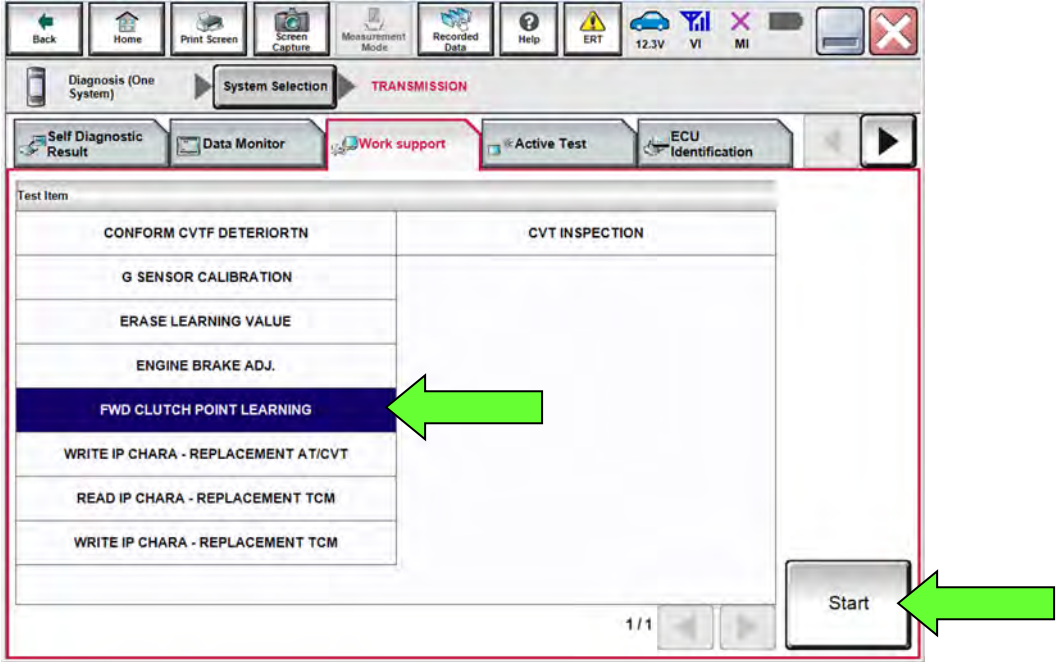 Back
Home
Print Screen
Screen
Capture
Measurement
Mode
Recorded
Data
Help
ERT
12.3V
VI
MI
Diagnosis (One
System)
System Selection
TRANSMISSION
Self Diagnostic
Result
Data Monitor
Work support
Active Test
ECU
Identification
Test Item
CONFORM CVTF DETERIORTN
CVT INSPECTION
G SENSOR CALIBRATION
ERASE LEARNING VALUE
ENGINE BRAKE ADJ.
FWD CLUTCH POINT LEARNING
WRITE IP CHARA - REPLACEMENT AT/CVT
READ IP CHARA - REPLACEMENT TCM
WRITE IP CHARA - REPLACEMENT TCM
Start
1/1